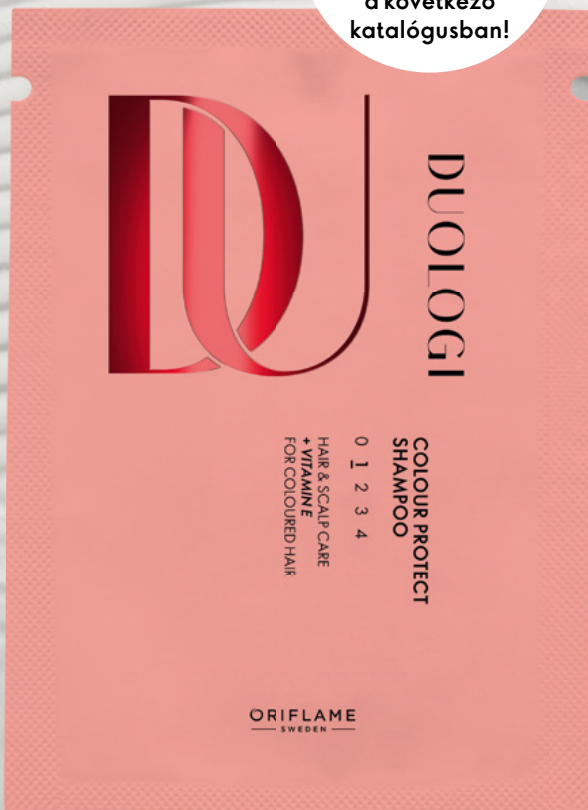 a következő
katalógusban!
DU
DUOLOGI
COLOUR PROTECT
SHAMPOO
0 1 2 3 4
HAIR & SCALP CARE
+ VITAMIN E
FOR COLOURED HAIR
ORIFLAME
SWEDEN